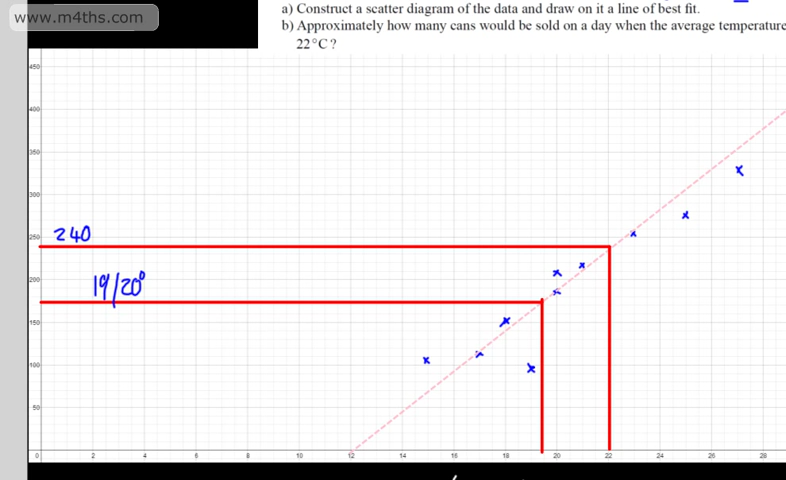 www.m4ths.com
a) Construct a scatter diagram of the data and draw on it a line of best fit.
b) Approximately how many cans would be sold on a day when the average temperature
22°C?
450
400
350
300
250
240
200
19/20°
150
100
50
0 2 4 6 8 10 12 14 16 18 20 22 24 26 28